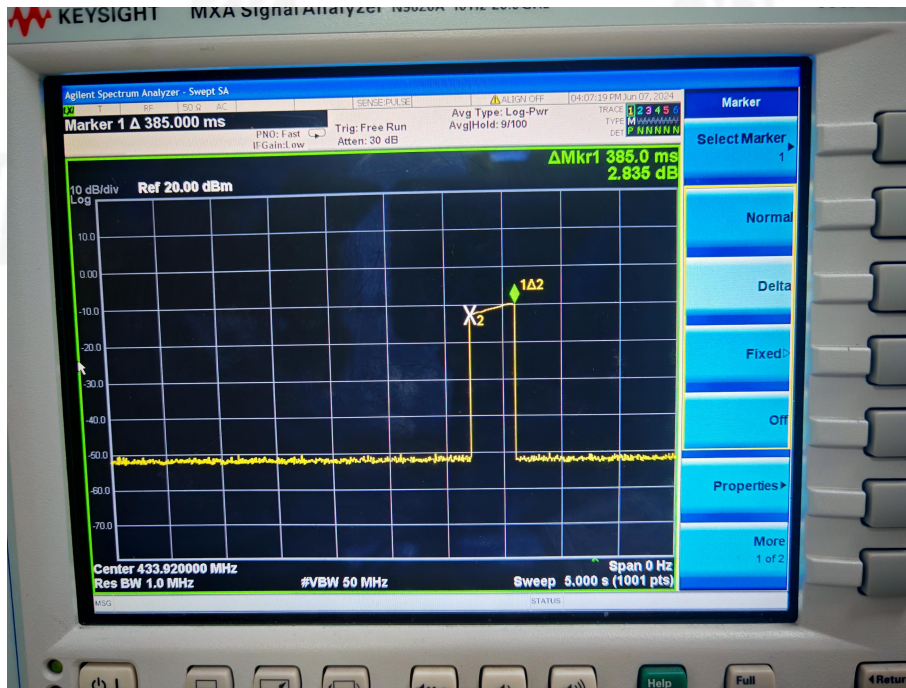 KEYSIGHT MXA Signal Analyzer
Agilent Spectrum Analyzer - Swept SA
T RF 50 Ω AC SENSE:PULSE ALIGN OFF 04:07:19 PM Jun 07, 2024
Marker 1 Δ 385.000 ms
PNO: Fast
IFGain:Low
Trig: Free Run
Atten: 30 dB
Avg Type: Log-Pwr
Avg|Hold: 9/100
TRACE 1 2 3 4 5 6
TYPE M
DET P N N N N N
ΔMkr1 385.0 ms
2.835 dB
10 dB/div Ref 20.00 dBm
Log
10.0
0.00
-10.0
-20.0
-30.0
-40.0
-50.0
-60.0
-70.0
1Δ2
X2
Center 433.920000 MHz
Res BW 1.0 MHz
#VBW 50 MHz
Span 0 Hz
Sweep 5.000 s (1001 pts)
MSG
STATUS
Marker
Select Marker
1
Normal
Delta
Fixed
Off
Properties
More
1 of 2
Help
Full